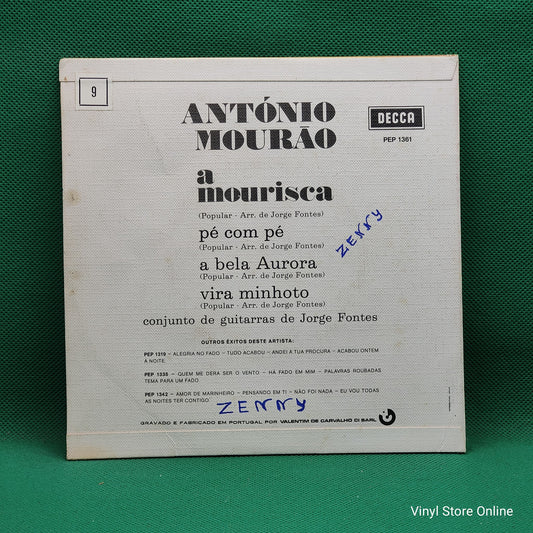 9
ANTÓNIO
MOURÃO
DECCA
PEP 1361
a
mourisca
(Popular - Arr. de Jorge Fontes)
pé com pé
(Popular - Arr. de Jorge Fontes)
ZENNY
a bela Aurora
(Popular - Arr. de Jorge Fontes)
vira minhoto
(Popular - Arr. de Jorge Fontes)
conjunto de guitarras de Jorge Fontes
OUTROS ÊXITOS DESTE ARTISTA:
PEP 1319 – ALEGRIA NO FADO – TUDO ACABOU – ANDEI À TUA PROCURA – ACABOU ONTEM
À NOITE
PEP 1338 – QUEM ME DERA SER O VENTO – HÁ FADO EM MIM – PALAVRAS ROUBADAS
TEMA PARA UM FADO
PEP 1342 – AMOR DE MARINHEIRO – PENSANDO EM TI – NÃO FOI NADA – EU VOU TODAS
AS NOITES TER CONTIGO
ZENNY
GRAVADO E FABRICADO EM PORTUGAL POR VALENTIM DE CARVALHO CI SARL
Vinyl Store Online